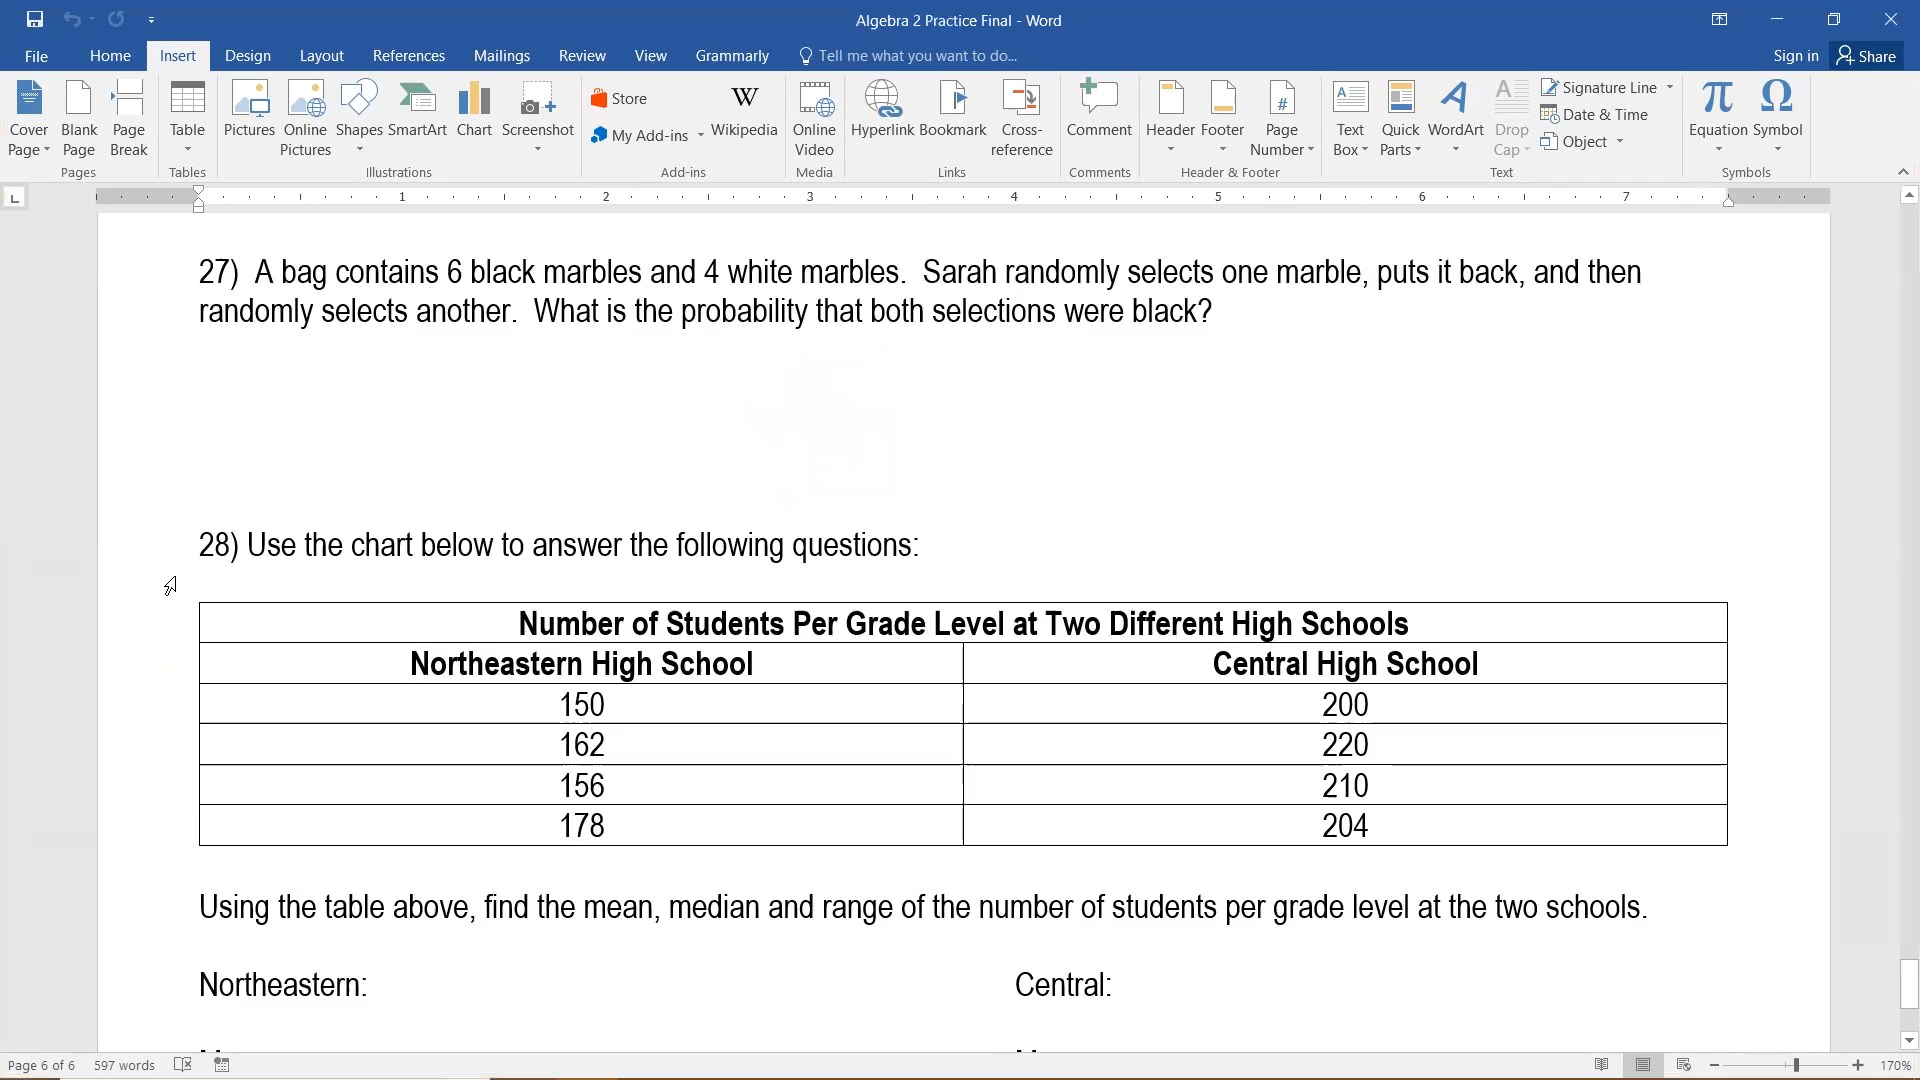 Algebra 2 Practice Final - Word
File Home Insert Design Layout References Mailings Review View Grammarly Tell me what you want to do... Sign in Share
Cover Page
Blank Page
Page Break
Pages
Table
Tables
Pictures
Online Pictures
Shapes
SmartArt
Chart
Screenshot
Illustrations
Store
My Add-ins
Wikipedia
Add-ins
Online Video
Media
Hyperlink
Bookmark
Cross-reference
Links
Comment
Comments
Header
Footer
Page Number
Header & Footer
Text Box
Quick Parts
WordArt
Drop Cap
Signature Line
Date & Time
Object
Text
π Equation
Ω Symbol
Symbols
L
1 2 3 4 5 6 7
27) A bag contains 6 black marbles and 4 white marbles. Sarah randomly selects one marble, puts it back, and then
randomly selects another. What is the probability that both selections were black?
28) Use the chart below to answer the following questions:
Number of Students Per Grade Level at Two Different High Schools
Northeastern High School Central High School
150 200
162 220
156 210
178 204
Using the table above, find the mean, median and range of the number of students per grade level at the two schools.
Northeastern: Central:
Page 6 of 6 597 words 170%